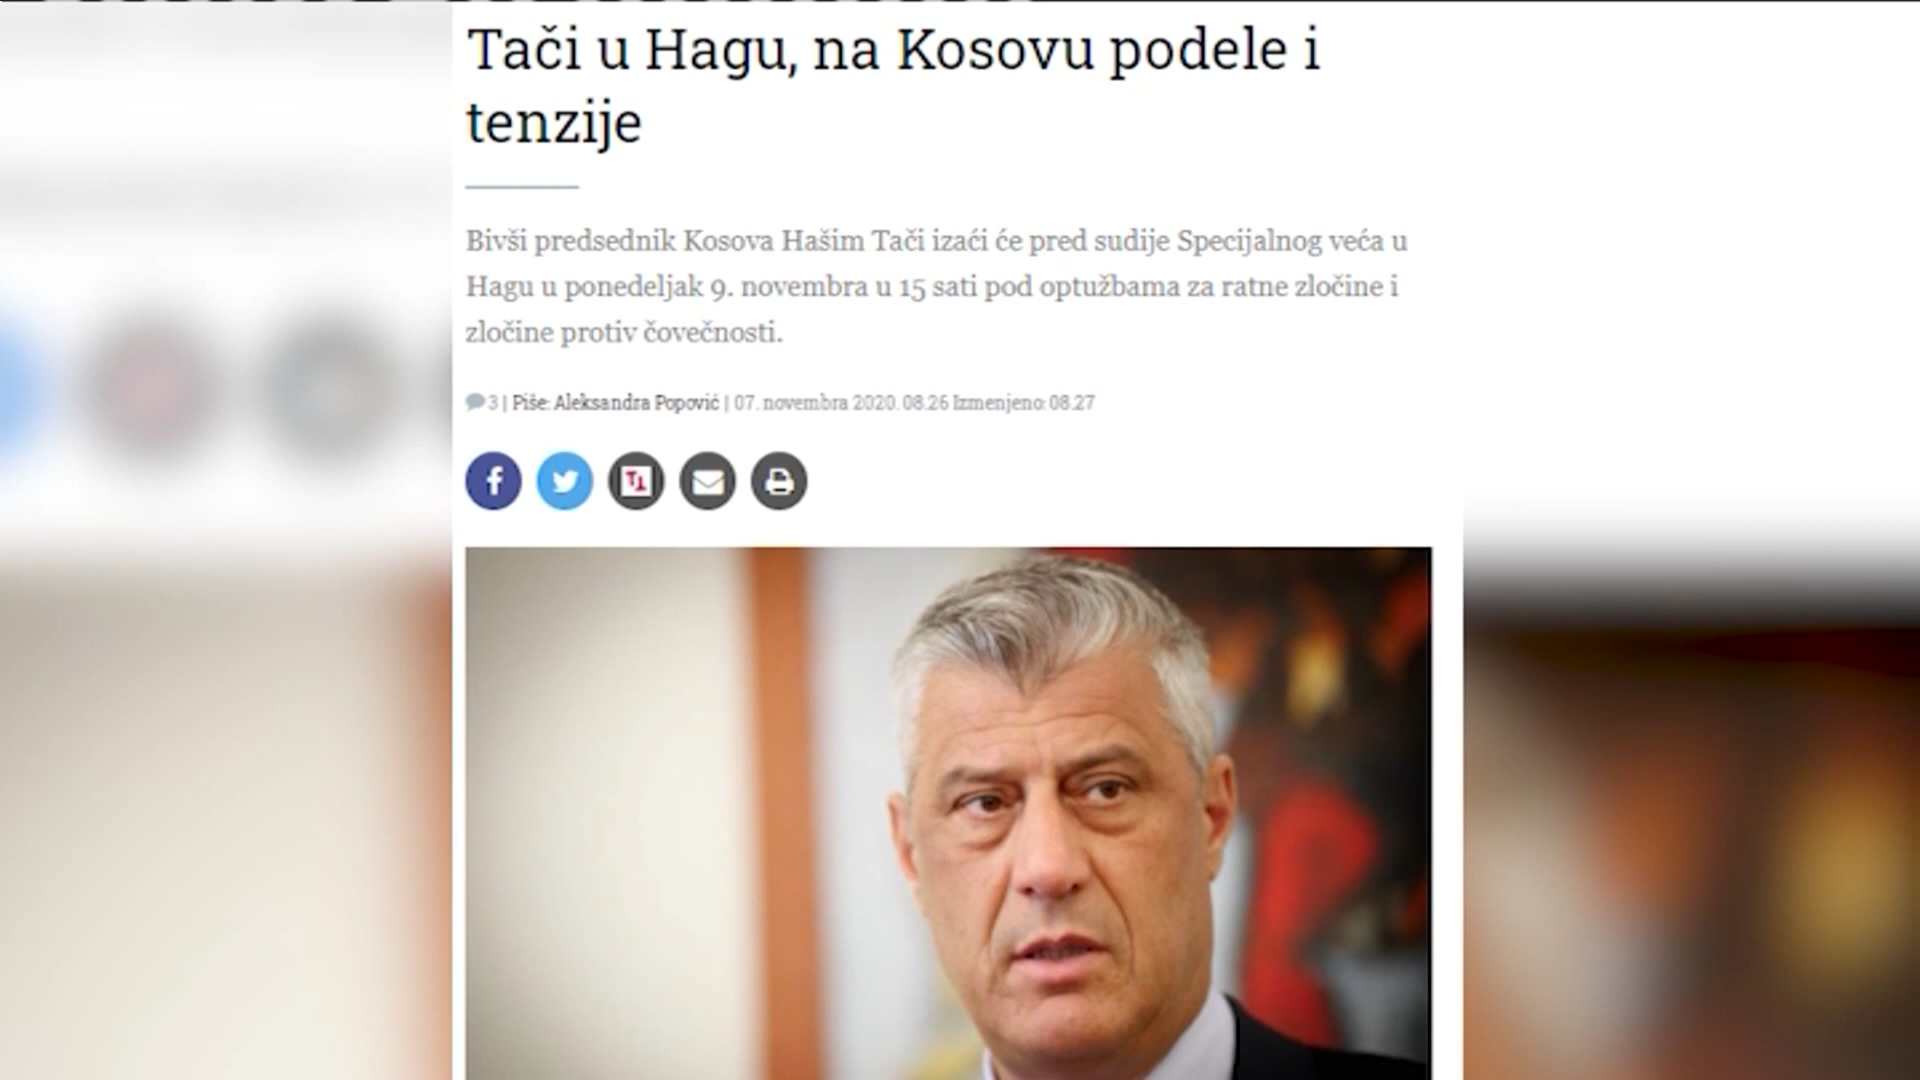 Tači u Hagu, na Kosovu podele i
tenzije
Bivši predsednik Kosova Hašim Tači izaći će pred sudije Specijalnog veća u
Hagu u ponedeljak 9. novembra u 15 sati pod optužbama za ratne zločine i
zločine protiv čovečnosti.
3 | Piše: Aleksandra Popović | 07. novembra 2020. 08.26 Izmenjeno: 08.27